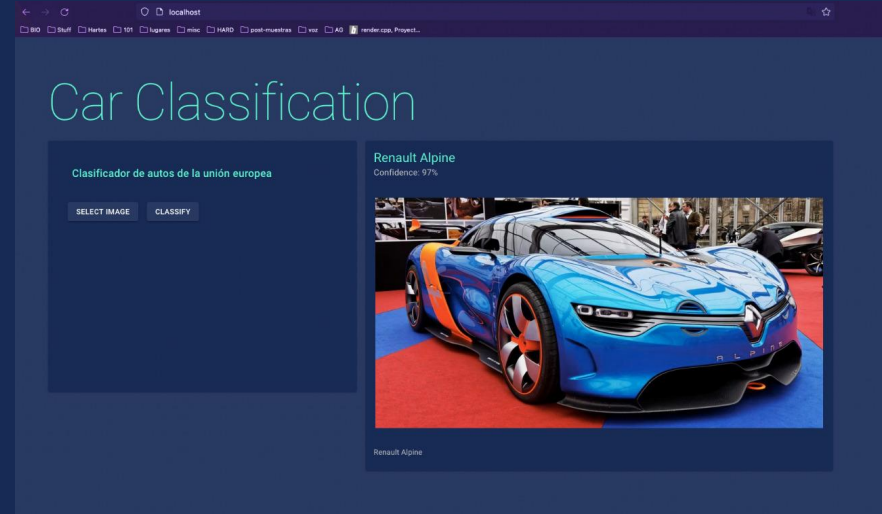 localhost
BIO Stuff Hartes 101 lugares misc HARD post-muestras voz AG render.cpp, Proyect...
Car Classification
Clasificador de autos de la unión europea
SELECT IMAGE CLASSIFY
Renault Alpine
Confidence: 97%
ALPINE
Renault Alpine